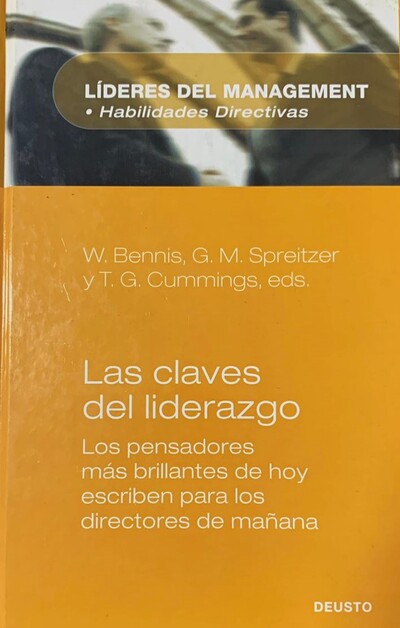 LÍDERES DEL MANAGEMENT
• Habilidades Directivas
W. Bennis, G. M. Spreitzer
y T. G. Cummings, eds.
Las claves
del liderazgo
Los pensadores
más brillantes de hoy
escriben para los
directores de mañana
DEUSTO